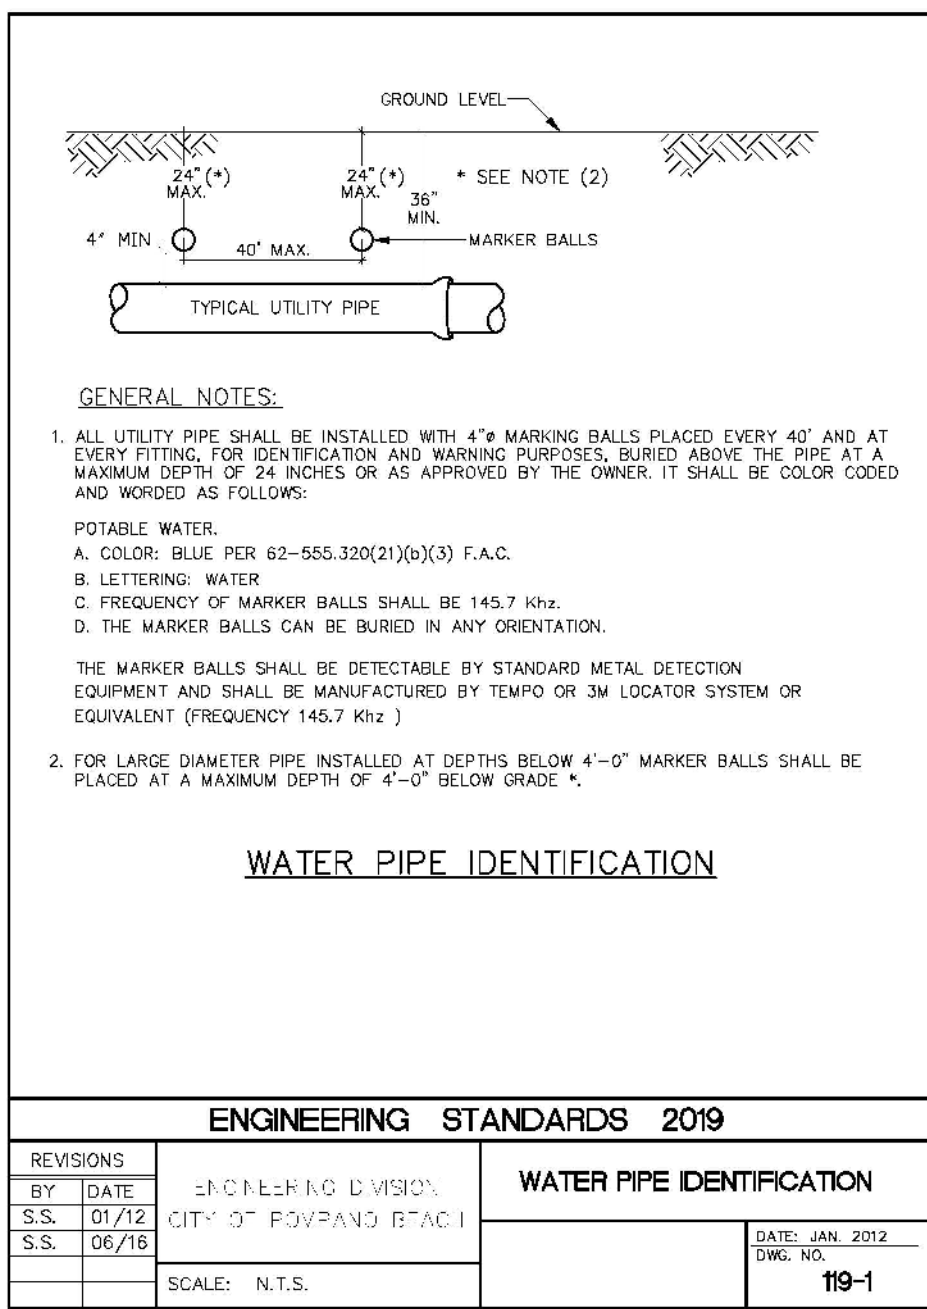 GROUND LEVEL
24"(*)
MAX.
24"(*)
MAX.
* SEE NOTE (2)
36"
MIN.
4" MIN
40' MAX.
MARKER BALLS
TYPICAL UTILITY PIPE
GENERAL NOTES:
1. ALL UTILITY PIPE SHALL BE INSTALLED WITH 4"ø MARKING BALLS PLACED EVERY 40' AND AT
EVERY FITTING, FOR IDENTIFICATION AND WARNING PURPOSES, BURIED ABOVE THE PIPE AT A
MAXIMUM DEPTH OF 24 INCHES OR AS APPROVED BY THE OWNER. IT SHALL BE COLOR CODED
AND WORDED AS FOLLOWS:
POTABLE WATER.
A. COLOR: BLUE PER 62-555.320(21)(b)(3) F.A.C.
B. LETTERING: WATER
C. FREQUENCY OF MARKER BALLS SHALL BE 145.7 Khz.
D. THE MARKER BALLS CAN BE BURIED IN ANY ORIENTATION.
THE MARKER BALLS SHALL BE DETECTABLE BY STANDARD METAL DETECTION
EQUIPMENT AND SHALL BE MANUFACTURED BY TEMPO OR 3M LOCATOR SYSTEM OR
EQUIVALENT (FREQUENCY 145.7 Khz )
2. FOR LARGE DIAMETER PIPE INSTALLED AT DEPTHS BELOW 4'-0" MARKER BALLS SHALL BE
PLACED AT A MAXIMUM DEPTH OF 4'-0" BELOW GRADE *.
WATER PIPE IDENTIFICATION
ENGINEERING STANDARDS 2019
REVISIONS
BY DATE
S.S. 01/12
S.S. 06/16
ENGINEERING DIVISION
CITY OF POMPANO BEACH
SCALE: N.T.S.
WATER PIPE IDENTIFICATION
DATE: JAN. 2012
DWG. NO.
119-1